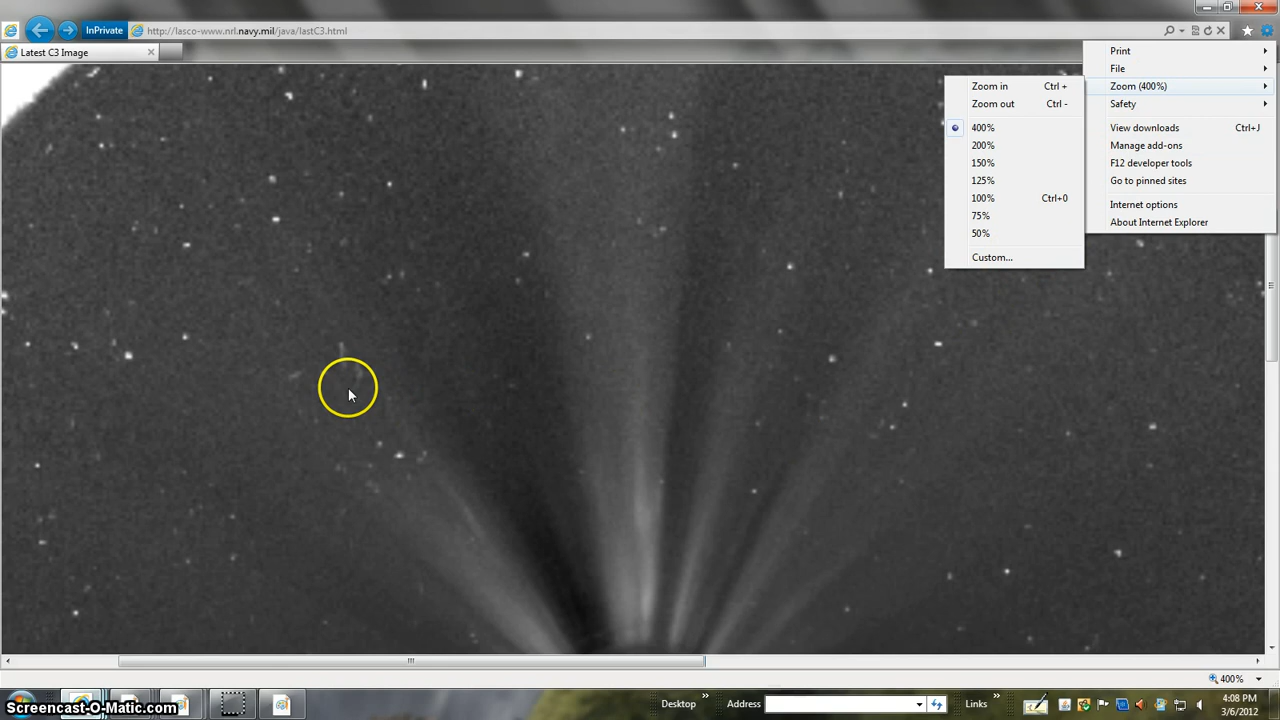 InPrivate
http://lasco-www.nrl.navy.mil/java/lastC3.html
Latest C3 Image
Print
File
Zoom (400%)
Safety
View downloads Ctrl+J
Manage add-ons
F12 developer tools
Go to pinned sites
Internet options
About Internet Explorer
Zoom in Ctrl +
Zoom out Ctrl -
400%
200%
150%
125%
100% Ctrl+0
75%
50%
Custom...
400%
Screencast-O-Matic.com
Desktop
Address
Links
4:08 PM
3/6/2012